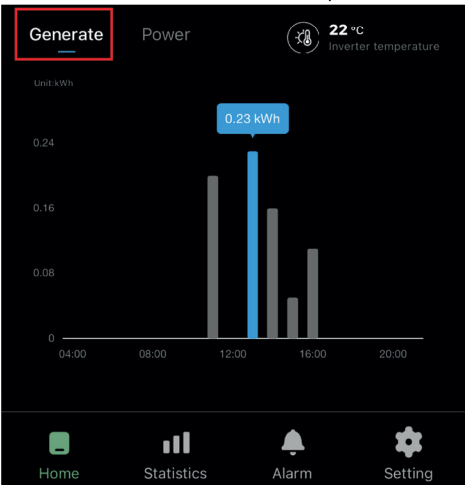 Generate Power 22 °C
Inverter temperature
Unit:kWh
0.23 kWh
0.24
0.16
0.08
0
04:00 08:00 12:00 16:00 20:00
Home Statistics Alarm Setting